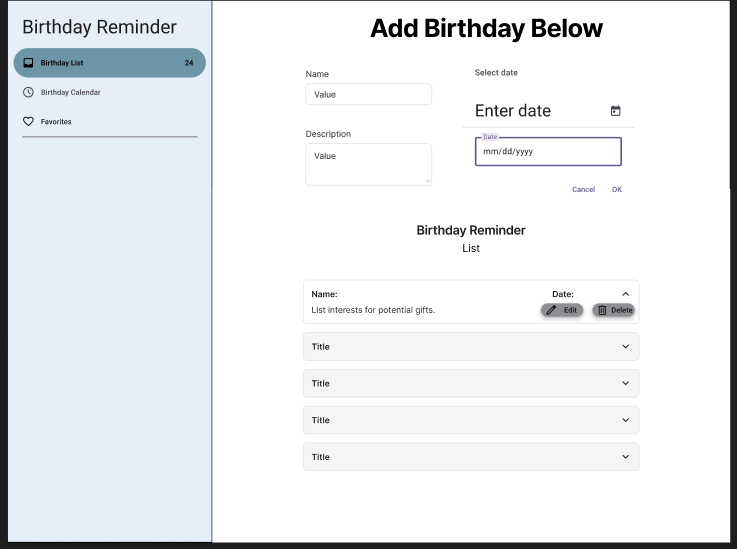 Birthday Reminder
Birthday List 24
Birthday Calendar
Favorites
Add Birthday Below
Name
Value
Description
Value
Select date
Enter date
Date
mm/dd/yyyy
Cancel OK
Birthday Reminder
List
Name: Date:
List interests for potential gifts. Edit Delete
Title
Title
Title
Title